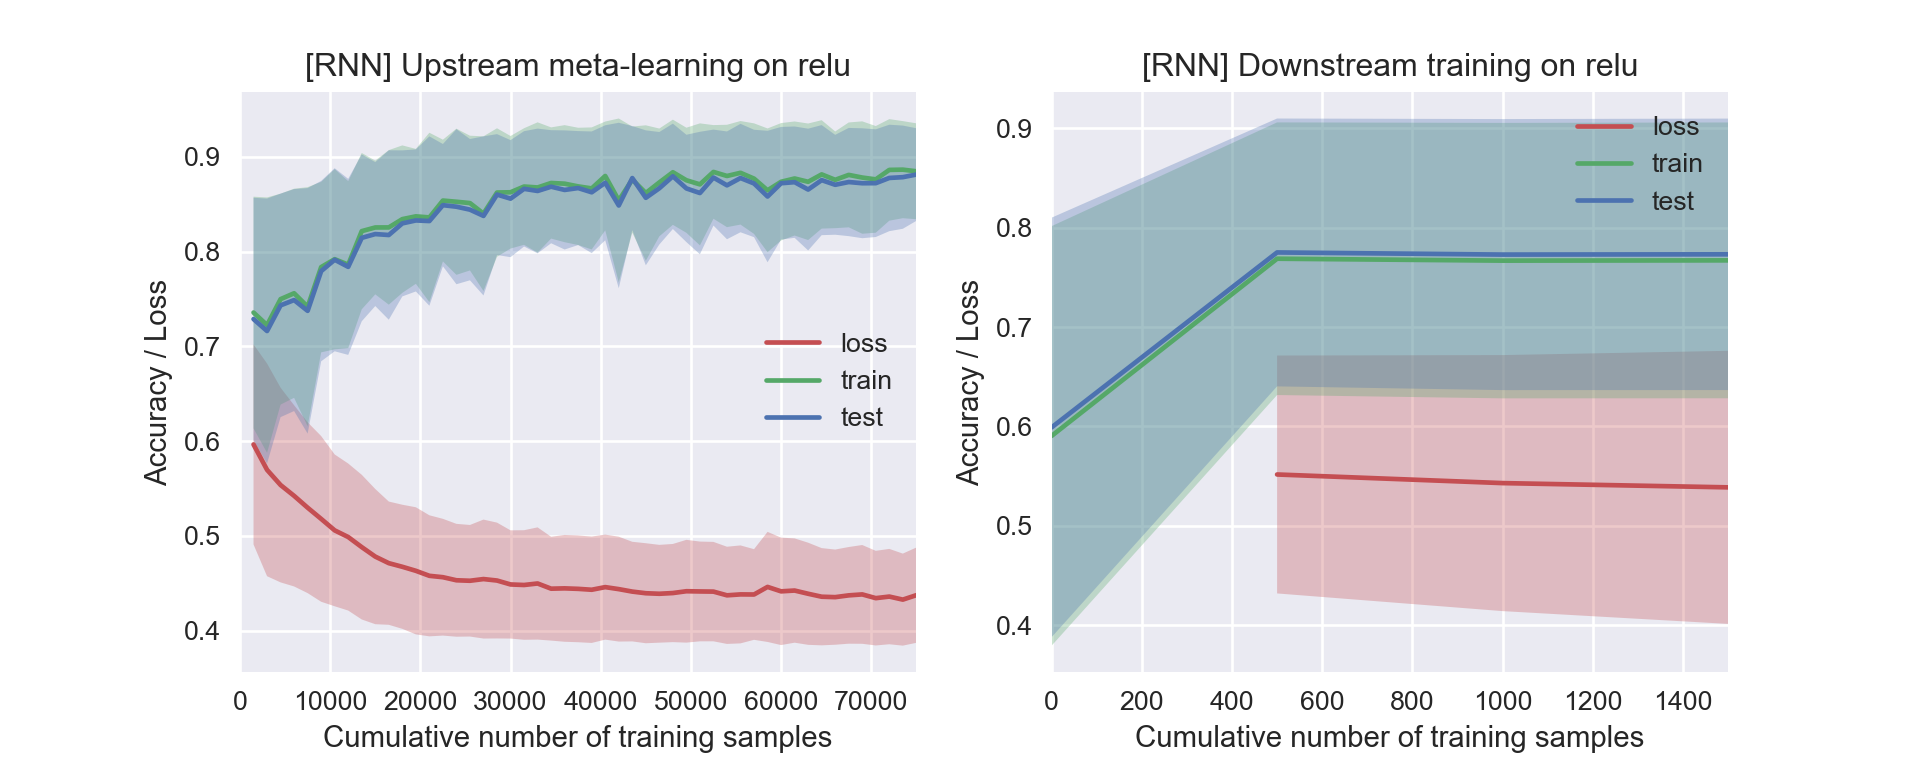 [RNN] Upstream meta-learning on relu
Accuracy / Loss
0.9
0.8
0.7
0.6
0.5
0.4
loss
train
test
0 10000 20000 30000 40000 50000 60000 70000
Cumulative number of training samples
[RNN] Downstream training on relu
Accuracy / Loss
0.9
0.8
0.7
0.6
0.5
0.4
loss
train
test
0 200 400 600 800 1000 1200 1400
Cumulative number of training samples